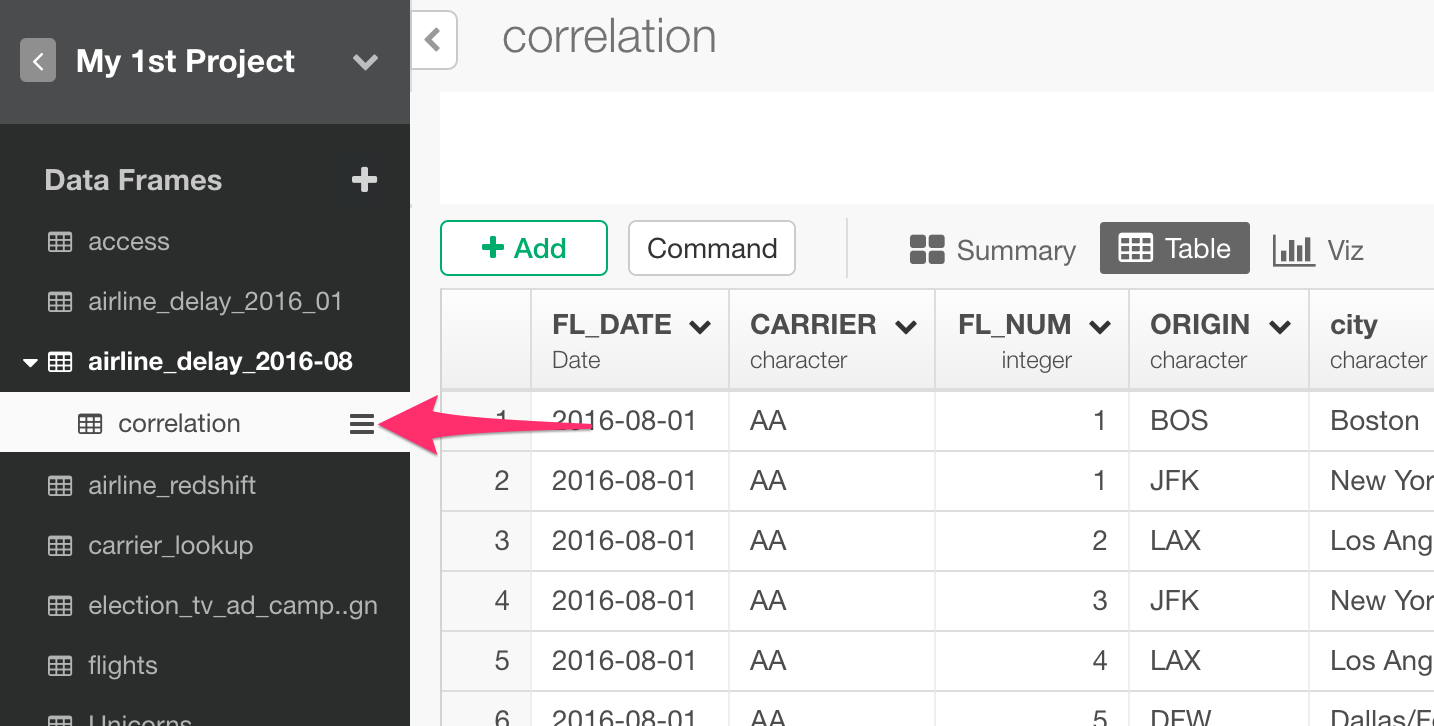 My 1st Project
correlation
Data Frames
access
airline_delay_2016_01
airline_delay_2016-08
correlation
airline_redshift
carrier_lookup
election_tv_ad_camp..gn
flights
Unicorns
Add Command Summary Table Viz
FL_DATE CARRIER FL_NUM ORIGIN city
Date character integer character character
1 2016-08-01 AA 1 BOS Boston
2 2016-08-01 AA 1 JFK New Yor
3 2016-08-01 AA 2 LAX Los Ang
4 2016-08-01 AA 3 JFK New Yor
5 2016-08-01 AA 4 LAX Los Ang
6 2016-08-01 AA 5 DFW Dallas/Fo